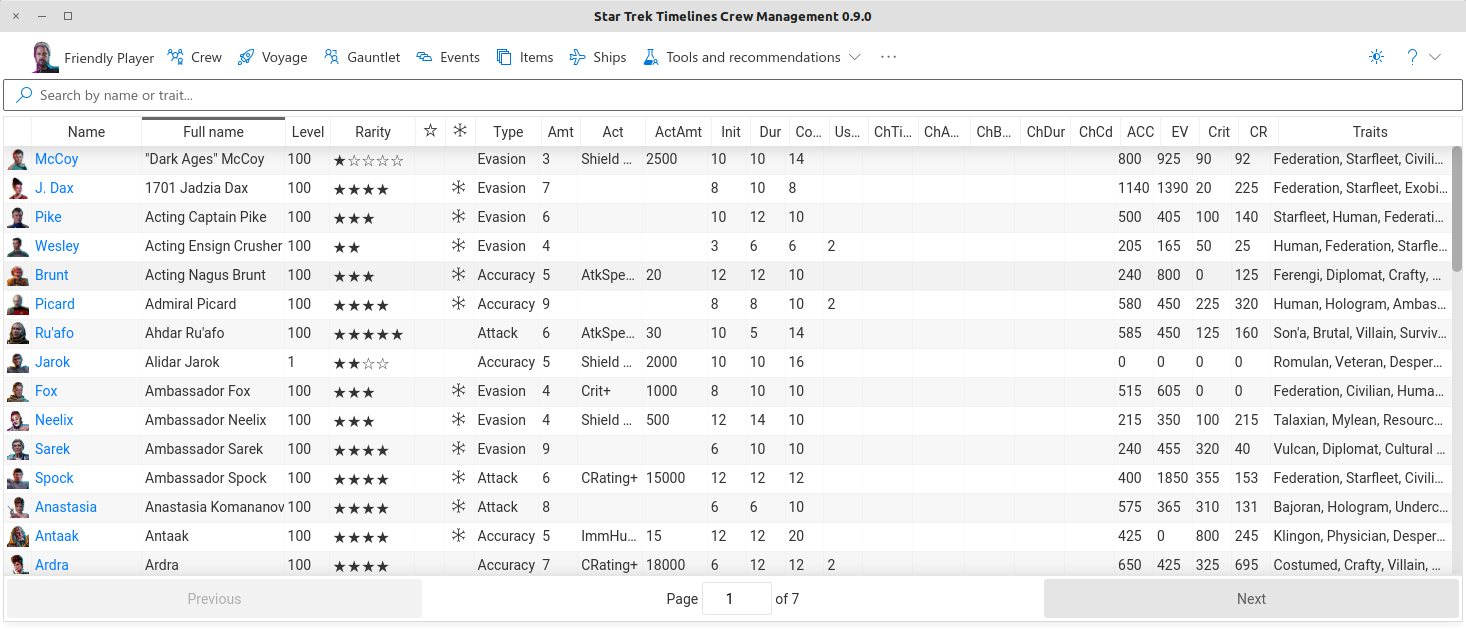 Star Trek Timelines Crew Management 0.9.0
Friendly Player Crew Voyage Gauntlet Events Items Ships Tools and recommendations ···
Search by name or trait...
Name Full name Level Rarity Type Amt Act ActAmt Init Dur Co... Us... ChTi... ChA... ChB... ChDur ChCd ACC EV Crit CR Traits
McCoy "Dark Ages" McCoy 100 ★☆☆☆☆ Evasion 3 Shield ... 2500 10 10 14 800 925 90 92 Federation, Starfleet, Civili...
J. Dax 1701 Jadzia Dax 100 ★★★★ Evasion 7 8 10 8 1140 1390 20 225 Federation, Starfleet, Exobi...
Pike Acting Captain Pike 100 ★★★ Evasion 6 10 12 10 500 405 100 140 Starfleet, Human, Federati...
Wesley Acting Ensign Crusher 100 ★★ Evasion 4 3 6 6 2 205 165 50 25 Human, Federation, Starfle...
Brunt Acting Nagus Brunt 100 ★★★ Accuracy 5 AtkSpe... 20 12 12 10 240 800 0 125 Ferengi, Diplomat, Crafty, ...
Picard Admiral Picard 100 ★★★★ Accuracy 9 8 8 10 2 580 450 225 320 Human, Hologram, Ambas...
Ru'afo Ahdar Ru'afo 100 ★★★★★ Attack 6 AtkSpe... 30 10 5 14 585 450 125 160 Son'a, Brutal, Villain, Surviv...
Jarok Alidar Jarok 1 ★★☆☆ Accuracy 5 Shield ... 2000 10 10 16 0 0 0 0 Romulan, Veteran, Desper...
Fox Ambassador Fox 100 ★★★ Evasion 4 Crit+ 1000 8 10 10 515 605 0 0 Federation, Civilian, Huma...
Neelix Ambassador Neelix 100 ★★★ Evasion 4 Shield ... 500 12 14 10 215 350 100 215 Talaxian, Mylean, Resourc...
Sarek Ambassador Sarek 100 ★★★★ Evasion 9 6 10 10 240 455 320 40 Vulcan, Diplomat, Cultural ...
Spock Ambassador Spock 100 ★★★★ Attack 6 CRating+ 15000 12 12 12 400 1850 355 153 Federation, Starfleet, Civili...
Anastasia Anastasia Komananov 100 ★★★★ Attack 8 6 6 10 575 365 310 131 Bajoran, Hologram, Underc...
Antaak Antaak 100 ★★★★ Accuracy 5 ImmHu... 15 12 12 20 425 0 800 245 Klingon, Physician, Desper...
Ardra Ardra 100 ★★★★ Accuracy 7 CRating+ 18000 6 12 12 2 650 425 325 695 Costumed, Crafty, Villain, ...
Previous Page 1 of 7 Next